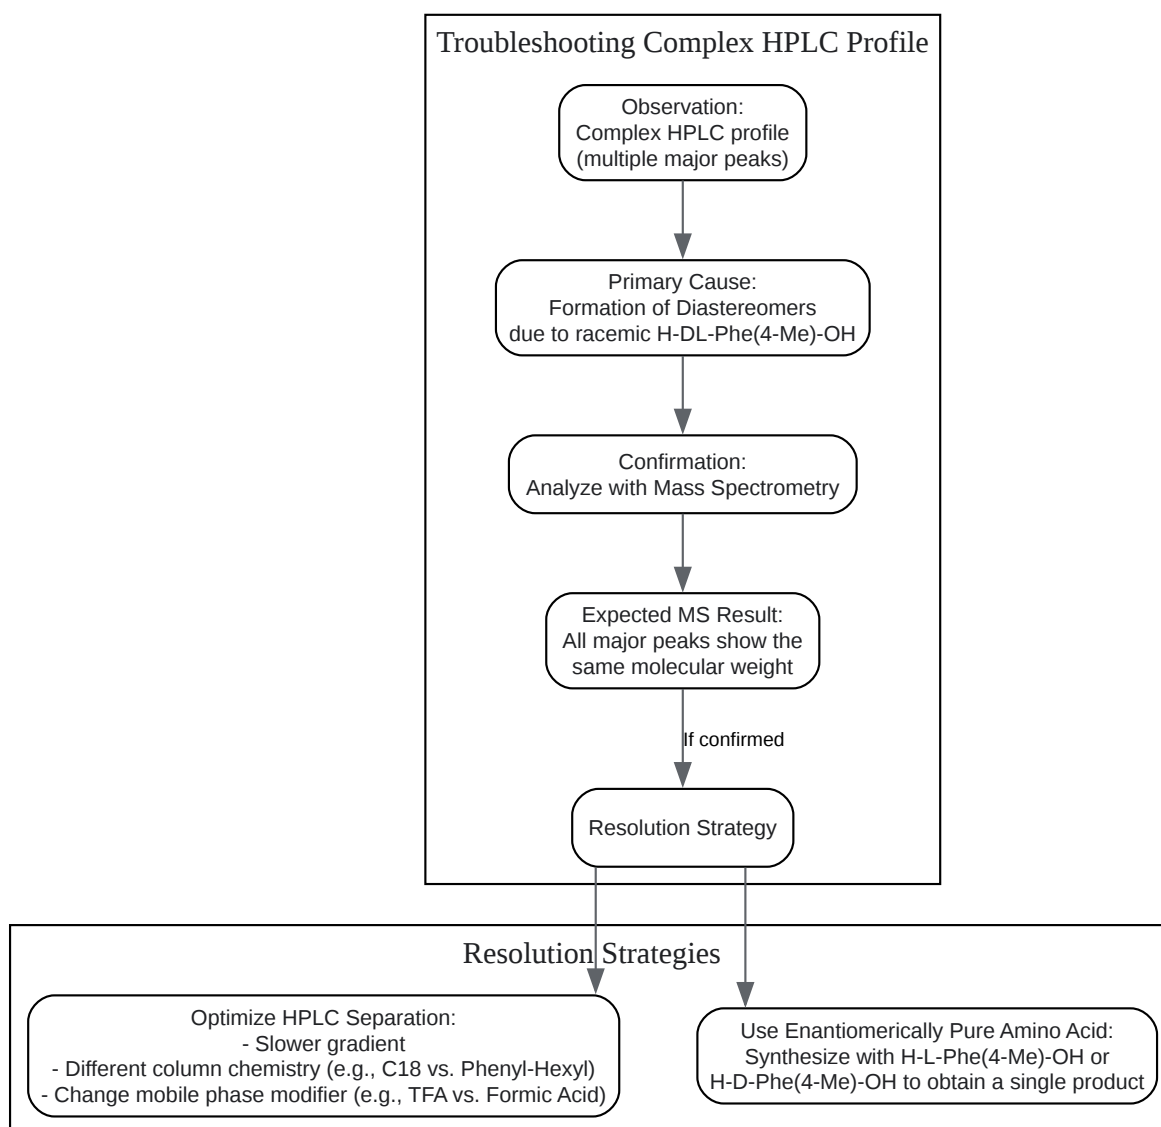 Troubleshooting Complex HPLC Profile
Observation:
Complex HPLC profile
(multiple major peaks)
Primary Cause:
Formation of Diastereomers
due to racemic H-DL-Phe(4-Me)-OH
Confirmation:
Analyze with Mass Spectrometry
Expected MS Result:
All major peaks show the
same molecular weight
If confirmed
Resolution Strategy
Resolution Strategies
Optimize HPLC Separation:
- Slower gradient
- Different column chemistry (e.g., C18 vs. Phenyl-Hexyl)
- Change mobile phase modifier (e.g., TFA vs. Formic Acid)
Use Enantiomerically Pure Amino Acid:
Synthesize with H-L-Phe(4-Me)-OH or
H-D-Phe(4-Me)-OH to obtain a single product